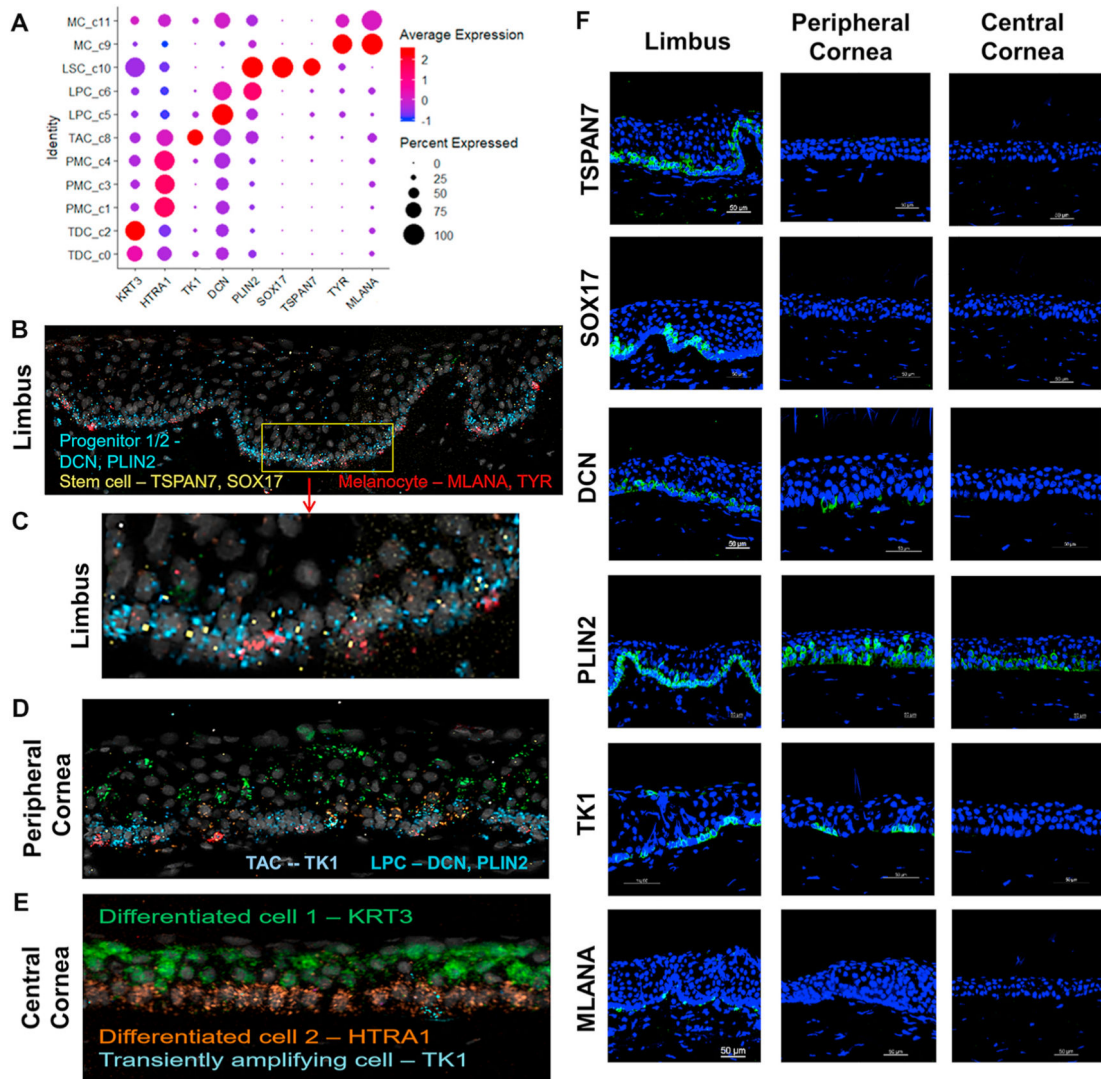 A
MC_c11
MC_c9
LSC_c10
LPC_c6
LPC_c5
TAC_c8
PMC_c4
PMC_c3
PMC_c1
TDC_c2
TDC_c0
Identity
KRT3
HTRA1
TK1
DCN
PLIN2
SOX17
TSPAN7
TYR
MLANA
Average Expression
2
1
0
-1
Percent Expressed
0
25
50
75
100
B
Limbus
Progenitor 1/2 -
DCN, PLIN2
Stem cell – TSPAN7, SOX17
Melanocyte – MLANA, TYR
C
Limbus
D
Peripheral
Cornea
TAC -- TK1
LPC – DCN, PLIN2
E
Central
Cornea
Differentiated cell 1 – KRT3
Differentiated cell 2 – HTRA1
Transiently amplifying cell – TK1
F
Limbus
Peripheral
Cornea
Central
Cornea
TSPAN7
50 µm
SOX17
50 µm
DCN
50 µm
PLIN2
TK1
MLANA
50 µm
50 µm
50 µm